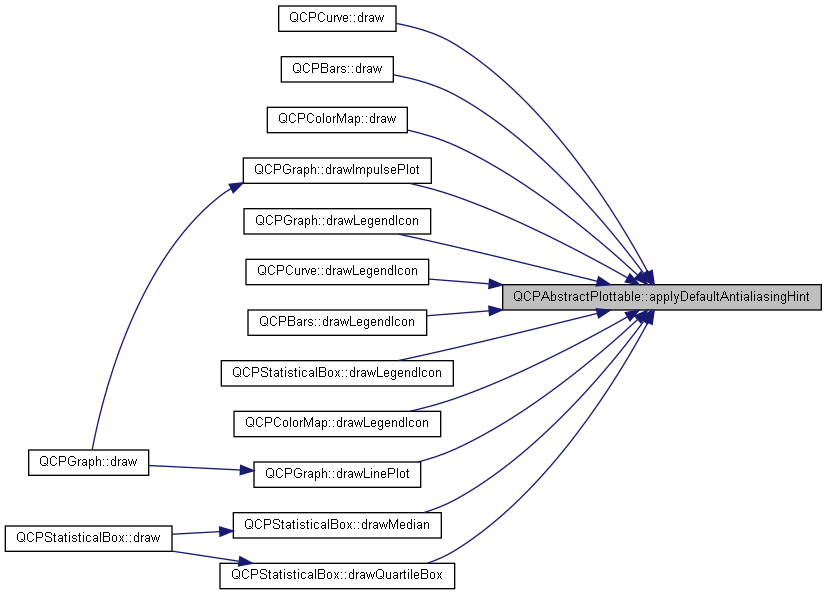 QCPCurve::draw
QCPBars::draw
QCPColorMap::draw
QCPGraph::drawImpulsePlot
QCPGraph::drawLegendIcon
QCPCurve::drawLegendIcon
QCPAbstractPlottable::applyDefaultAntialiasingHint
QCPBars::drawLegendIcon
QCPStatisticalBox::drawLegendIcon
QCPColorMap::drawLegendIcon
QCPGraph::draw
QCPGraph::drawLinePlot
QCPStatisticalBox::drawMedian
QCPStatisticalBox::draw
QCPStatisticalBox::drawQuartileBox